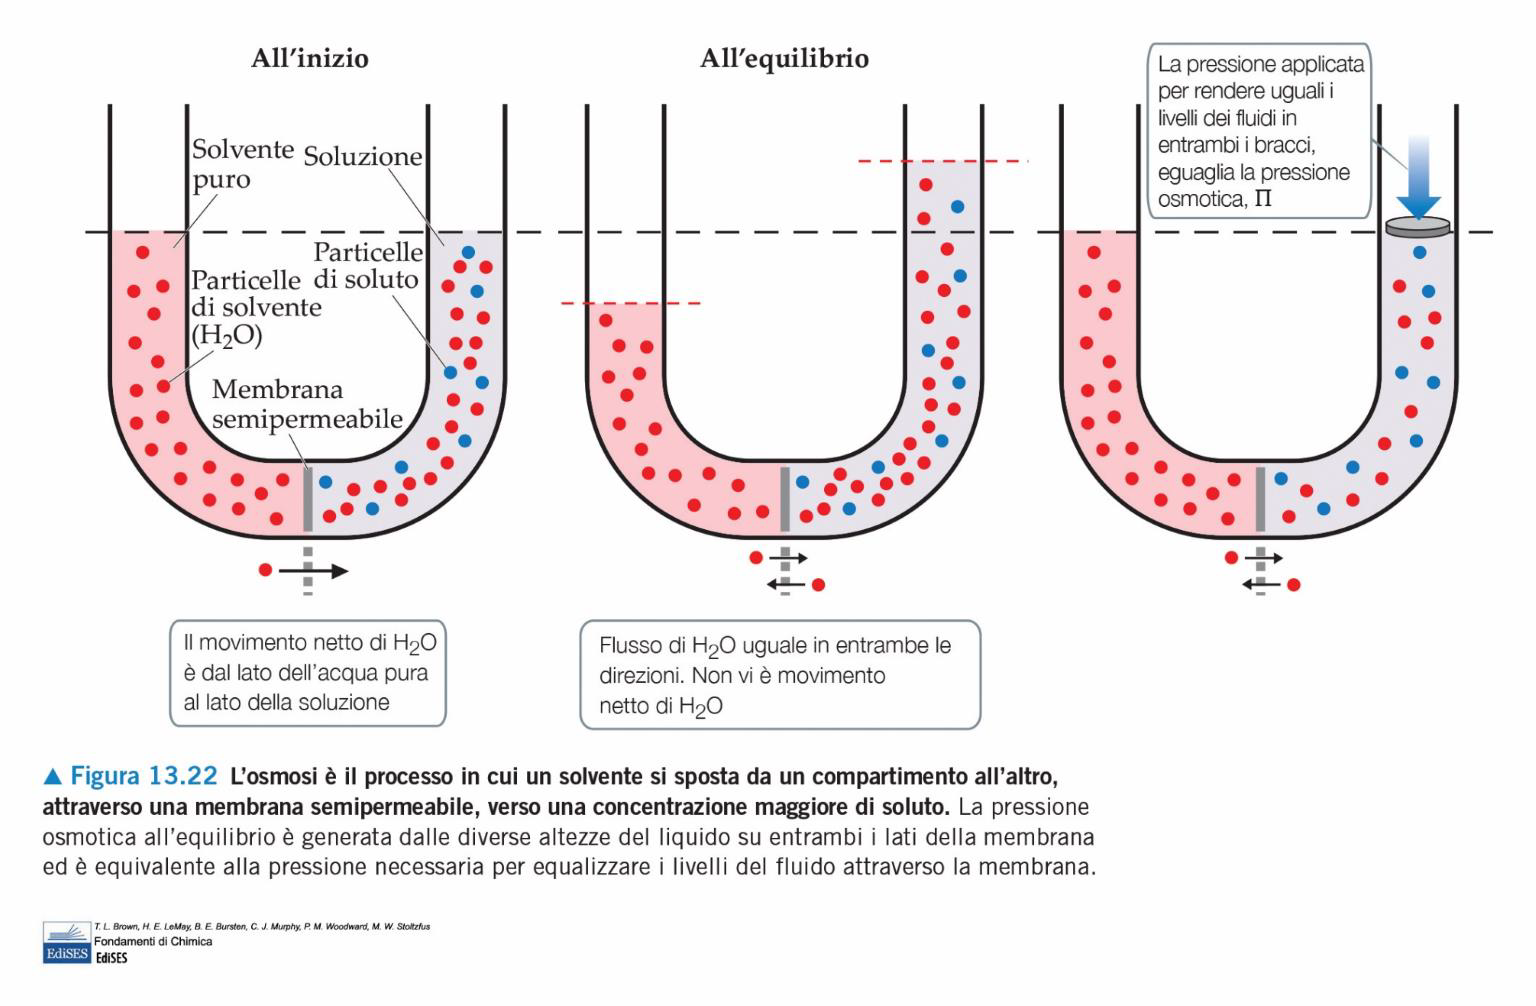 All'inizio
Solvente
puro
Soluzione
Particelle
di soluto
Particelle
di solvente
(H₂O)
Membrana
semipermeabile
Il movimento netto di H₂O
è dal lato dell'acqua pura
al lato della soluzione
All'equilibrio
Flusso di H₂O uguale in entrambe le
direzioni. Non vi è movimento
netto di H₂O
La pressione applicata
per rendere uguali i
livelli dei fluidi in
entrambi i bracci,
eguaglia la pressione
osmotica, Π
▲ Figura 13.22 L'osmosi è il processo in cui un solvente si sposta da un compartimento all'altro,
attraverso una membrana semipermeabile, verso una concentrazione maggiore di soluto. La pressione
osmotica all'equilibrio è generata dalle diverse altezze del liquido su entrambi i lati della membrana
ed è equivalente alla pressione necessaria per equalizzare i livelli del fluido attraverso la membrana.
EdiSES
T. L. Brown, H. E. LeMay, B. E. Bursten, C. J. Murphy, P. M. Woodward, M. W. Stoltzfus
Fondamenti di Chimica
EdiSES